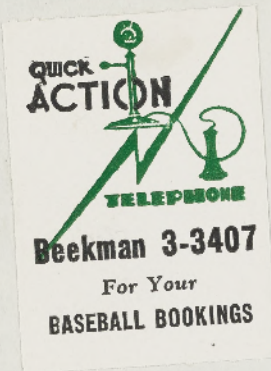 QUICK
ACTION
TELEPHONE
Beekman 3-3407
For Your
BASEBALL BOOKINGS